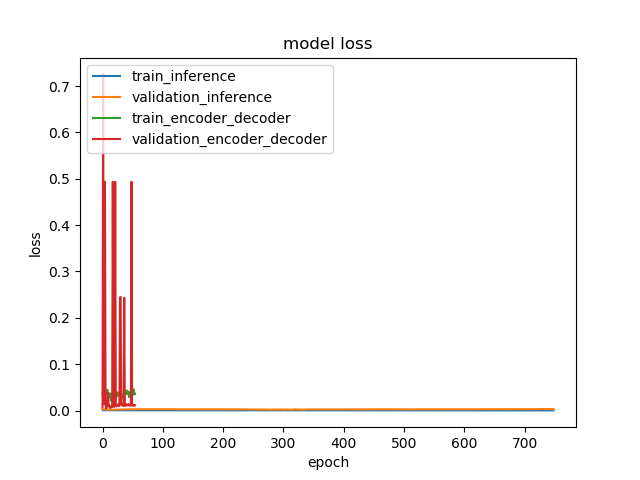 model loss
train_inference
validation_inference
train_encoder_decoder
validation_encoder_decoder
loss
0.7
0.6
0.5
0.4
0.3
0.2
0.1
0.0
0 100 200 300 400 500 600 700
epoch